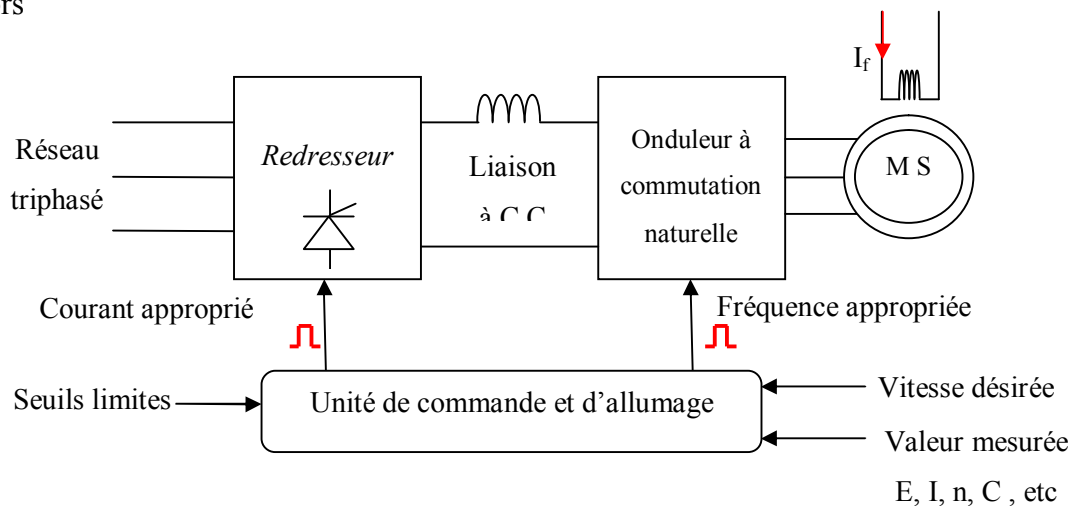 rs
I_f
Réseau
triphasé
Redresseur
Liaison
à C C
Onduleur à
commutation
naturelle
M S
Courant approprié
Fréquence appropriée
Seuils limites
Unité de commande et d'allumage
Vitesse désirée
Valeur mesurée
E, I, n, C , etc